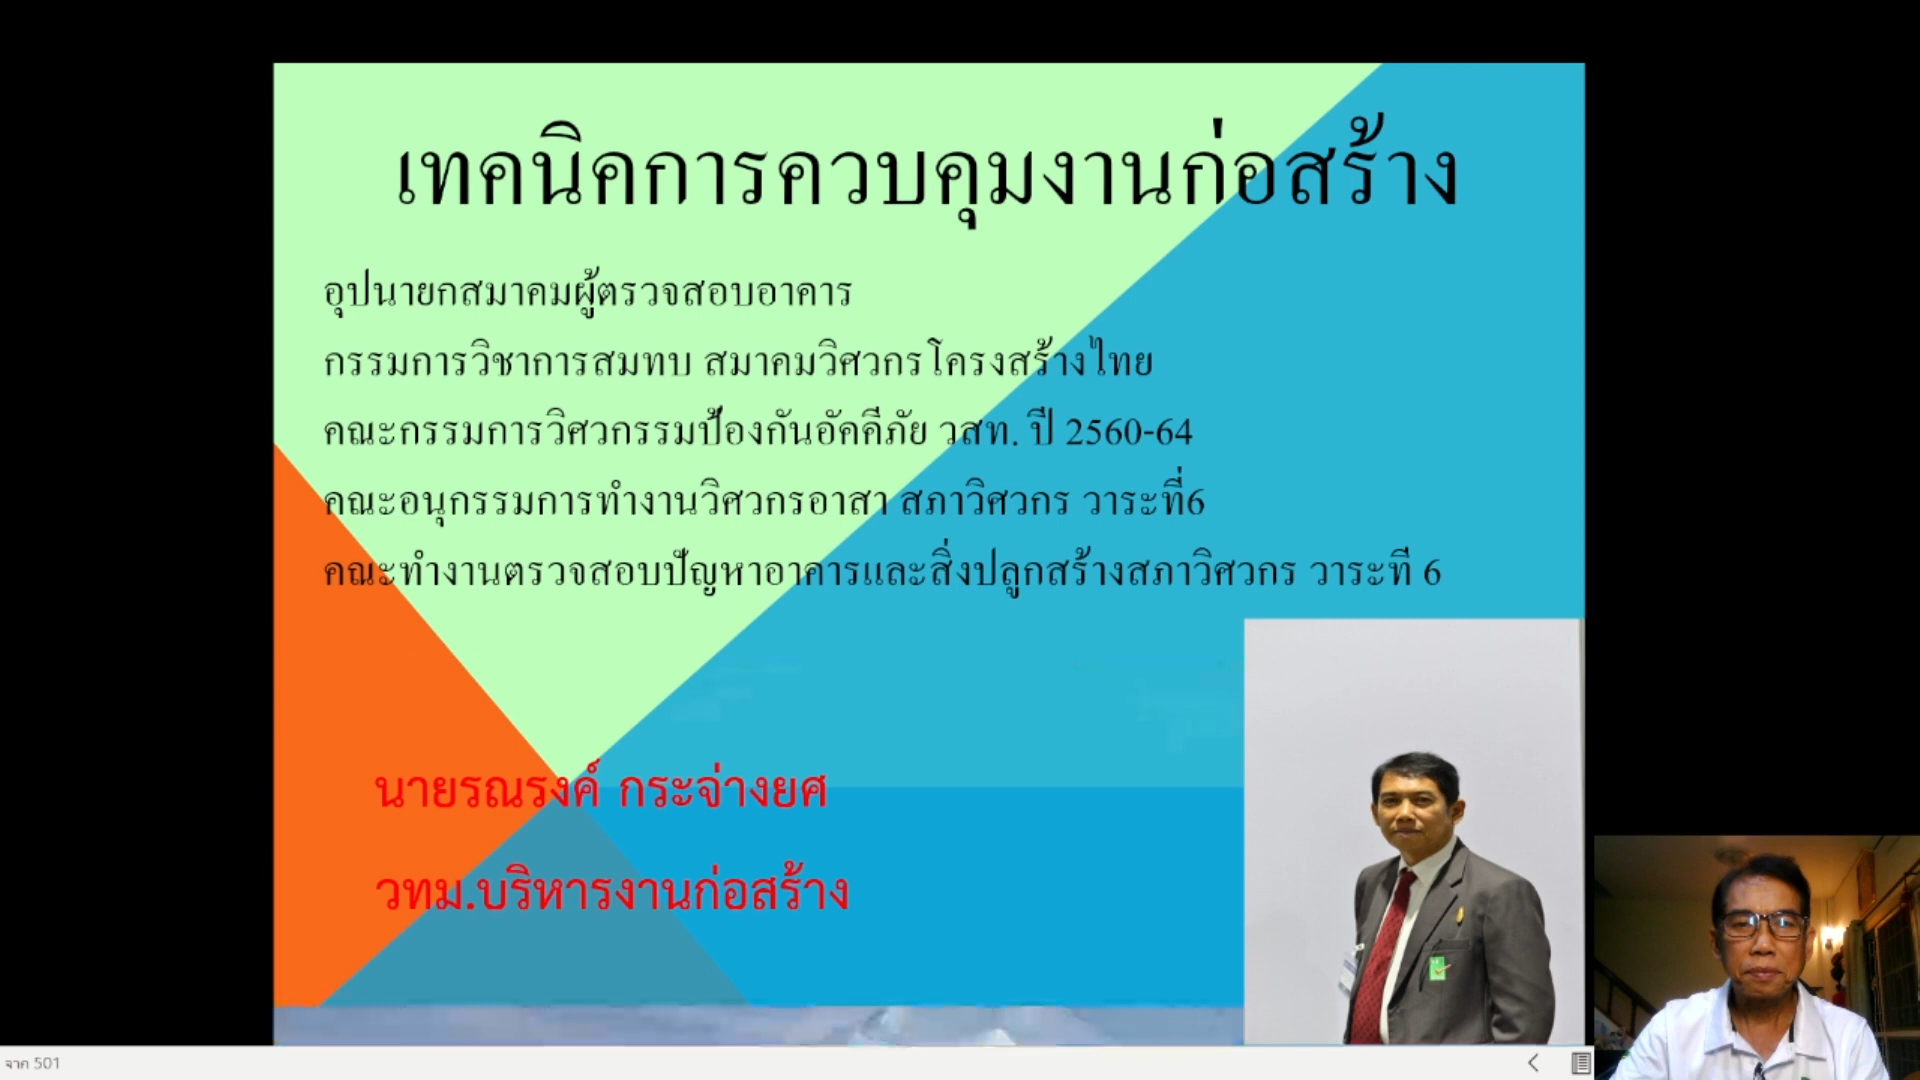 เทคนิคการควบคุมงานก่อสร้าง
อุปนายกสมาคมผู้ตรวจสอบอาคาร
กรรมการวิชาการสมทบ สมาคมวิศวกรโครงสร้างไทย
คณะกรรมการวิศวกรรมป้องกันอัคคีภัย วสท. ปี 2560-64
คณะอนุกรรมการทำงานวิศวกรอาสา สภาวิศวกร วาระที่6
คณะทำงานตรวจสอบปัญหาอาคารและสิ่งปลูกสร้างสภาวิศวกร วาระที 6
นายรณรงค์ กระจ่างยศ
วทม.บริหารงานก่อสร้าง
จาก 501